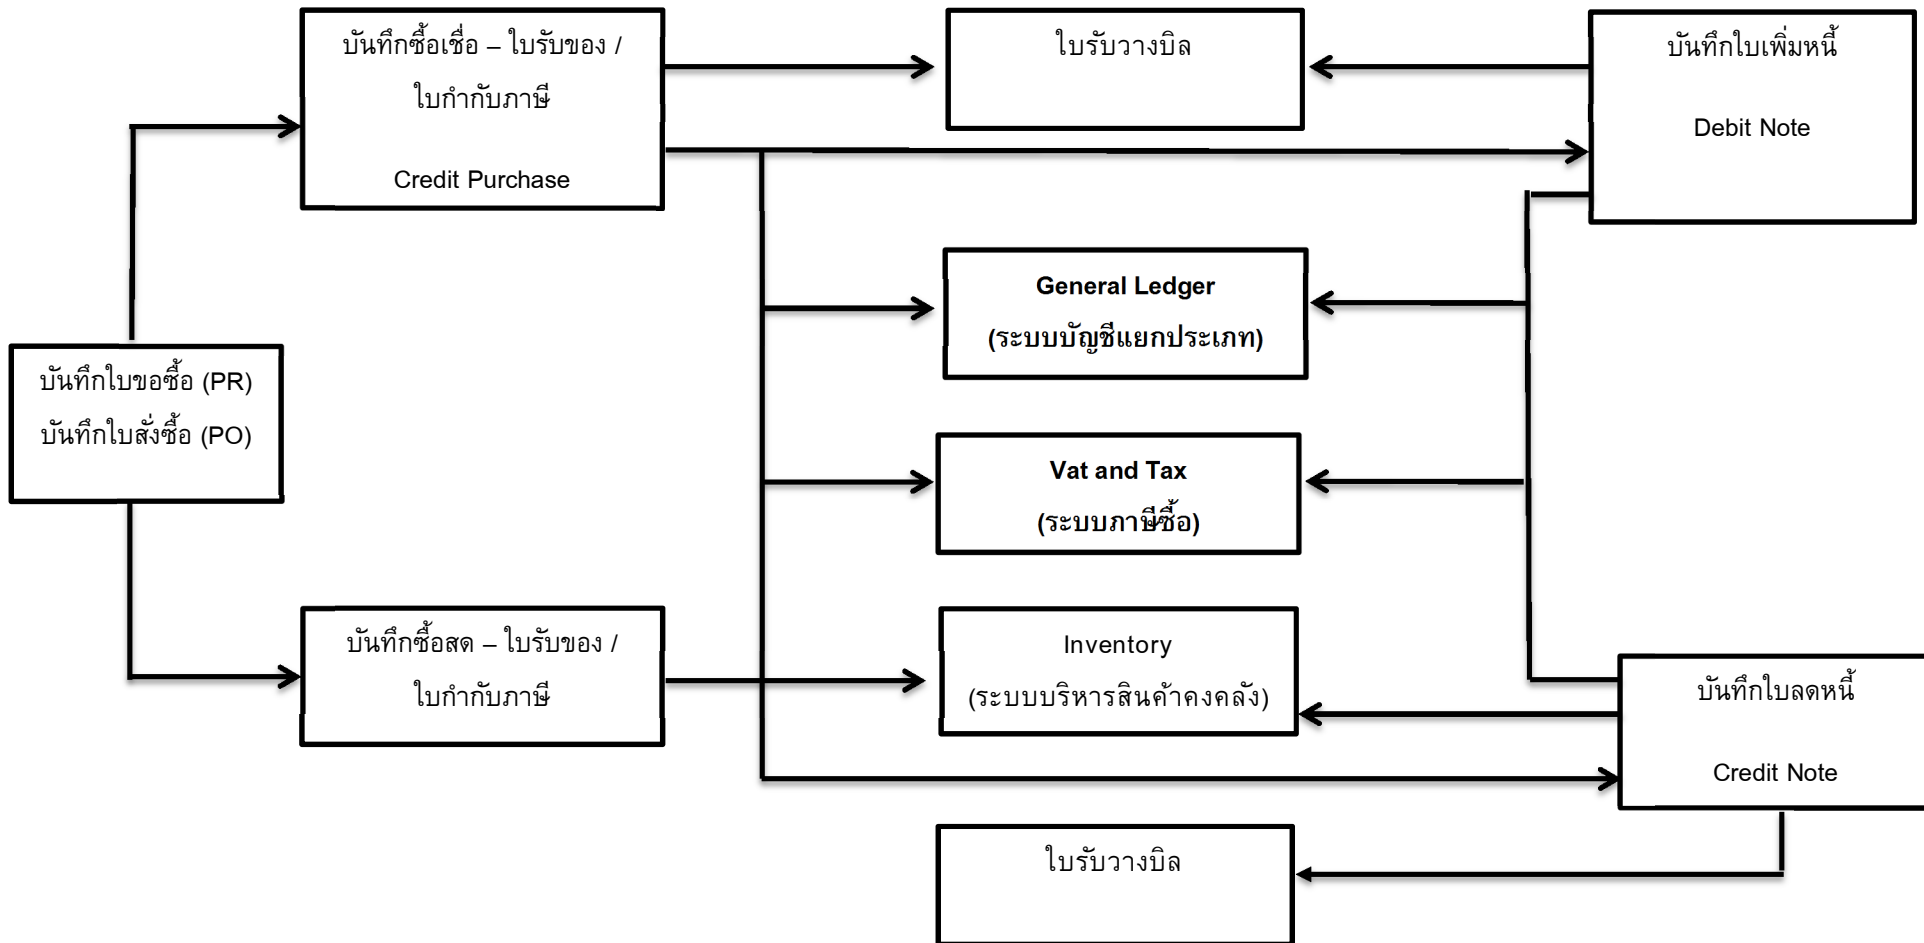 บันทึกซื้อเชื่อ – ใบรับของ /
ใบกำกับภาษี
Credit Purchase
ใบรับวางบิล
บันทึกใบเพิ่มหนี้
Debit Note
General Ledger
(ระบบบัญชีแยกประเภท)
บันทึกใบขอซื้อ (PR)
บันทึกใบสั่งซื้อ (PO)
Vat and Tax
(ระบบภาษีซื้อ)
บันทึกซื้อสด – ใบรับของ /
ใบกำกับภาษี
Inventory
(ระบบบริหารสินค้าคงคลัง)
บันทึกใบลดหนี้
Credit Note
ใบรับวางบิล